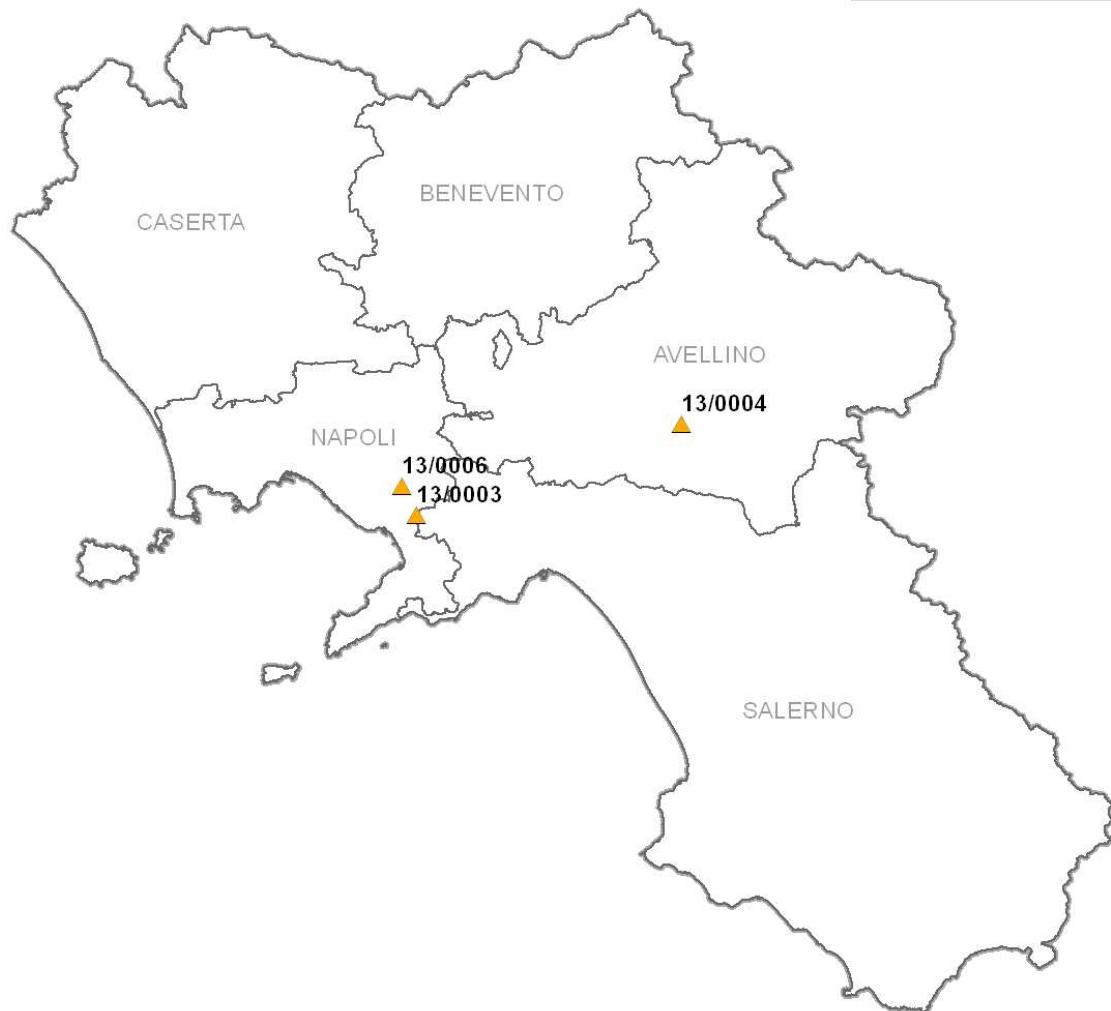 BENEVENTO
CASERTA
AVELLINO
13/0004
NAPOLI
13/0006
13/0003
SALERNO